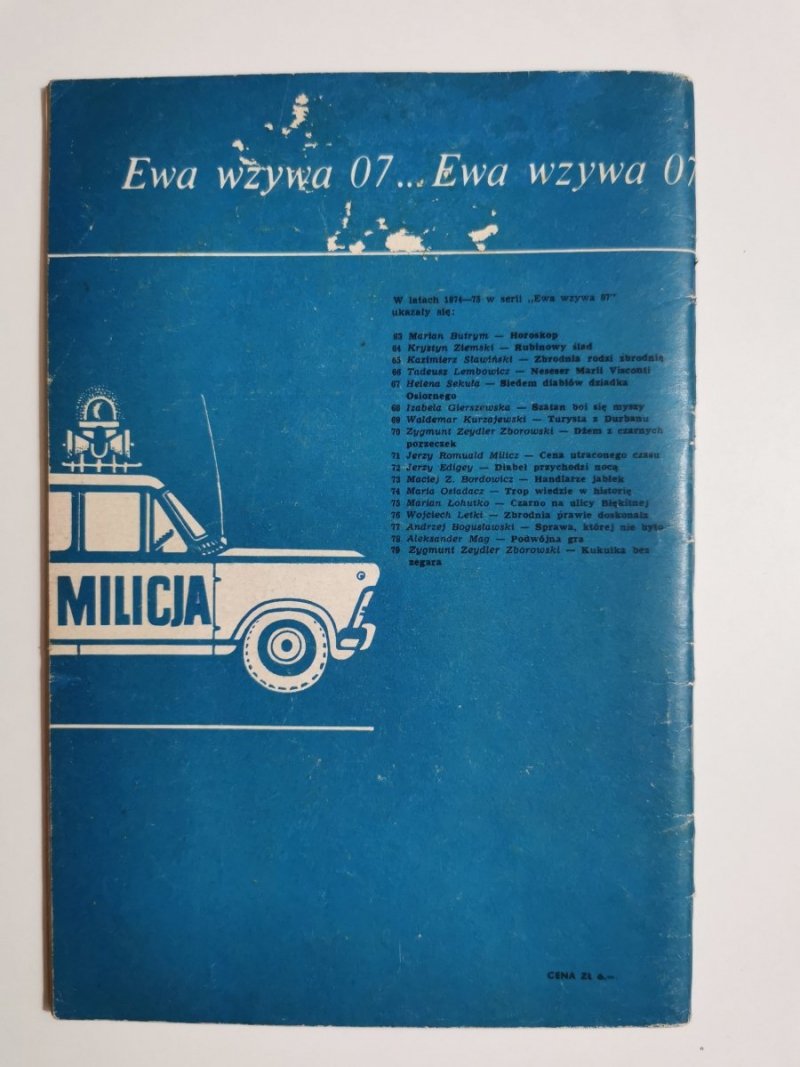 Ewa wzywa 07... Ewa wzywa 07
W latach 1974—75 w serii „Ewa wzywa 07"
ukazały się:
63 Marian Butrym — Horoskop
64 Krystyn Ziemski — Rubinowy ślad
65 Kazimierz Sławiński — Zbrodnia rodzi zbrodnię
66 Tadeusz Lembowicz — Neseser Marii Visconti
67 Helena Sekuła — Siedem diabłów dziadka
Osiornego
68 Izabela Gierszewska — Szatan boi się myszy
69 Waldemar Kurzajewski — Turysta z Durbanu
70 Zygmunt Zeydler Zborowski — Dżem z czarnych
porzeczek
71 Jerzy Romuald Milicz — Cena utraconego czasu
72 Jerzy Edigey — Diabeł przychodzi nocą
73 Maciej Z. Bordowicz — Handlarze jabłek
74 Maria Osiadacz — Trop wiedzie w historię
75 Marian Łohutko — Czarno na ulicy Błękitnej
76 Wojciech Letki — Zbrodnia prawie doskonała
77 Andrzej Bogusławski — Sprawa, której nie było
78 Aleksander Mag — Podwójna gra
79 Zygmunt Zeydler Zborowski — Kukułka bez
zegara
MILICJA
CENA ZŁ 6.—